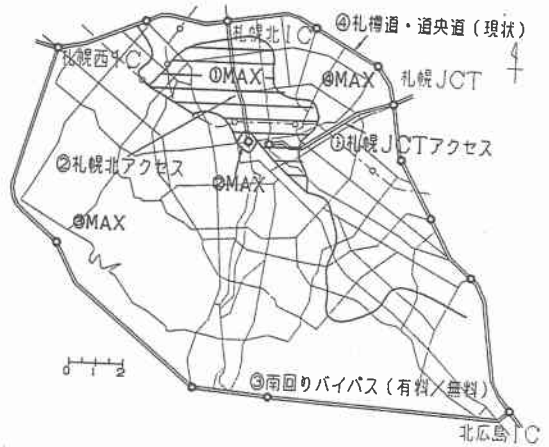 ④札樽道・道央道(現状)
札幌北IC
札幌西IC
①MAX
④MAX
札幌JCT
①札幌JCTアクセス
②札幌北アクセス
②MAX
③MAX
0 1 2
③南回りバイパス(有料/無料)
北広島IC